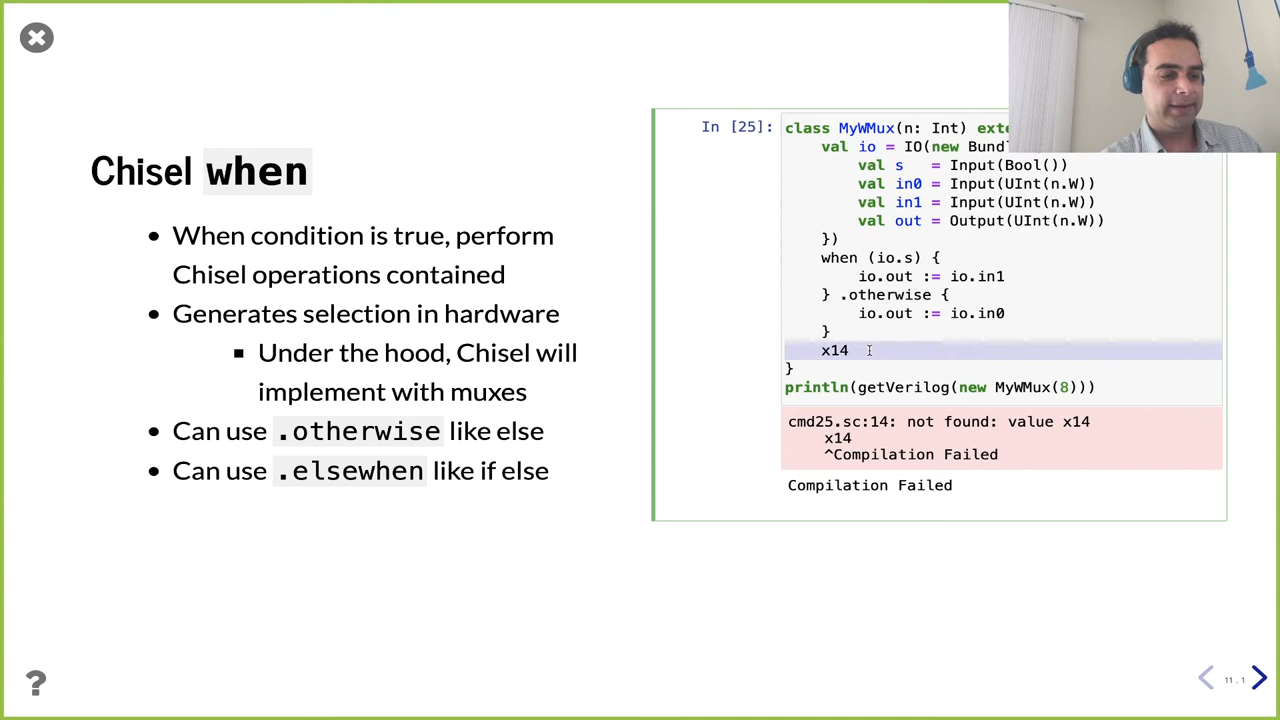 Chisel when
When condition is true, perform
Chisel operations contained
Generates selection in hardware
Under the hood, Chisel will
implement with muxes
Can use .otherwise like else
Can use .elsewhen like if else
In [25]:
class MyWMux(n: Int) exte
val io = IO(new Bund
val s = Input(Bool())
val in0 = Input(UInt(n.W))
val in1 = Input(UInt(n.W))
val out = Output(UInt(n.W))
})
when (io.s) {
io.out := io.in1
} .otherwise {
io.out := io.in0
}
x14
}
println(getVerilog(new MyWMux(8)))
cmd25.sc:14: not found: value x14
x14
^Compilation Failed
Compilation Failed
?
11.1